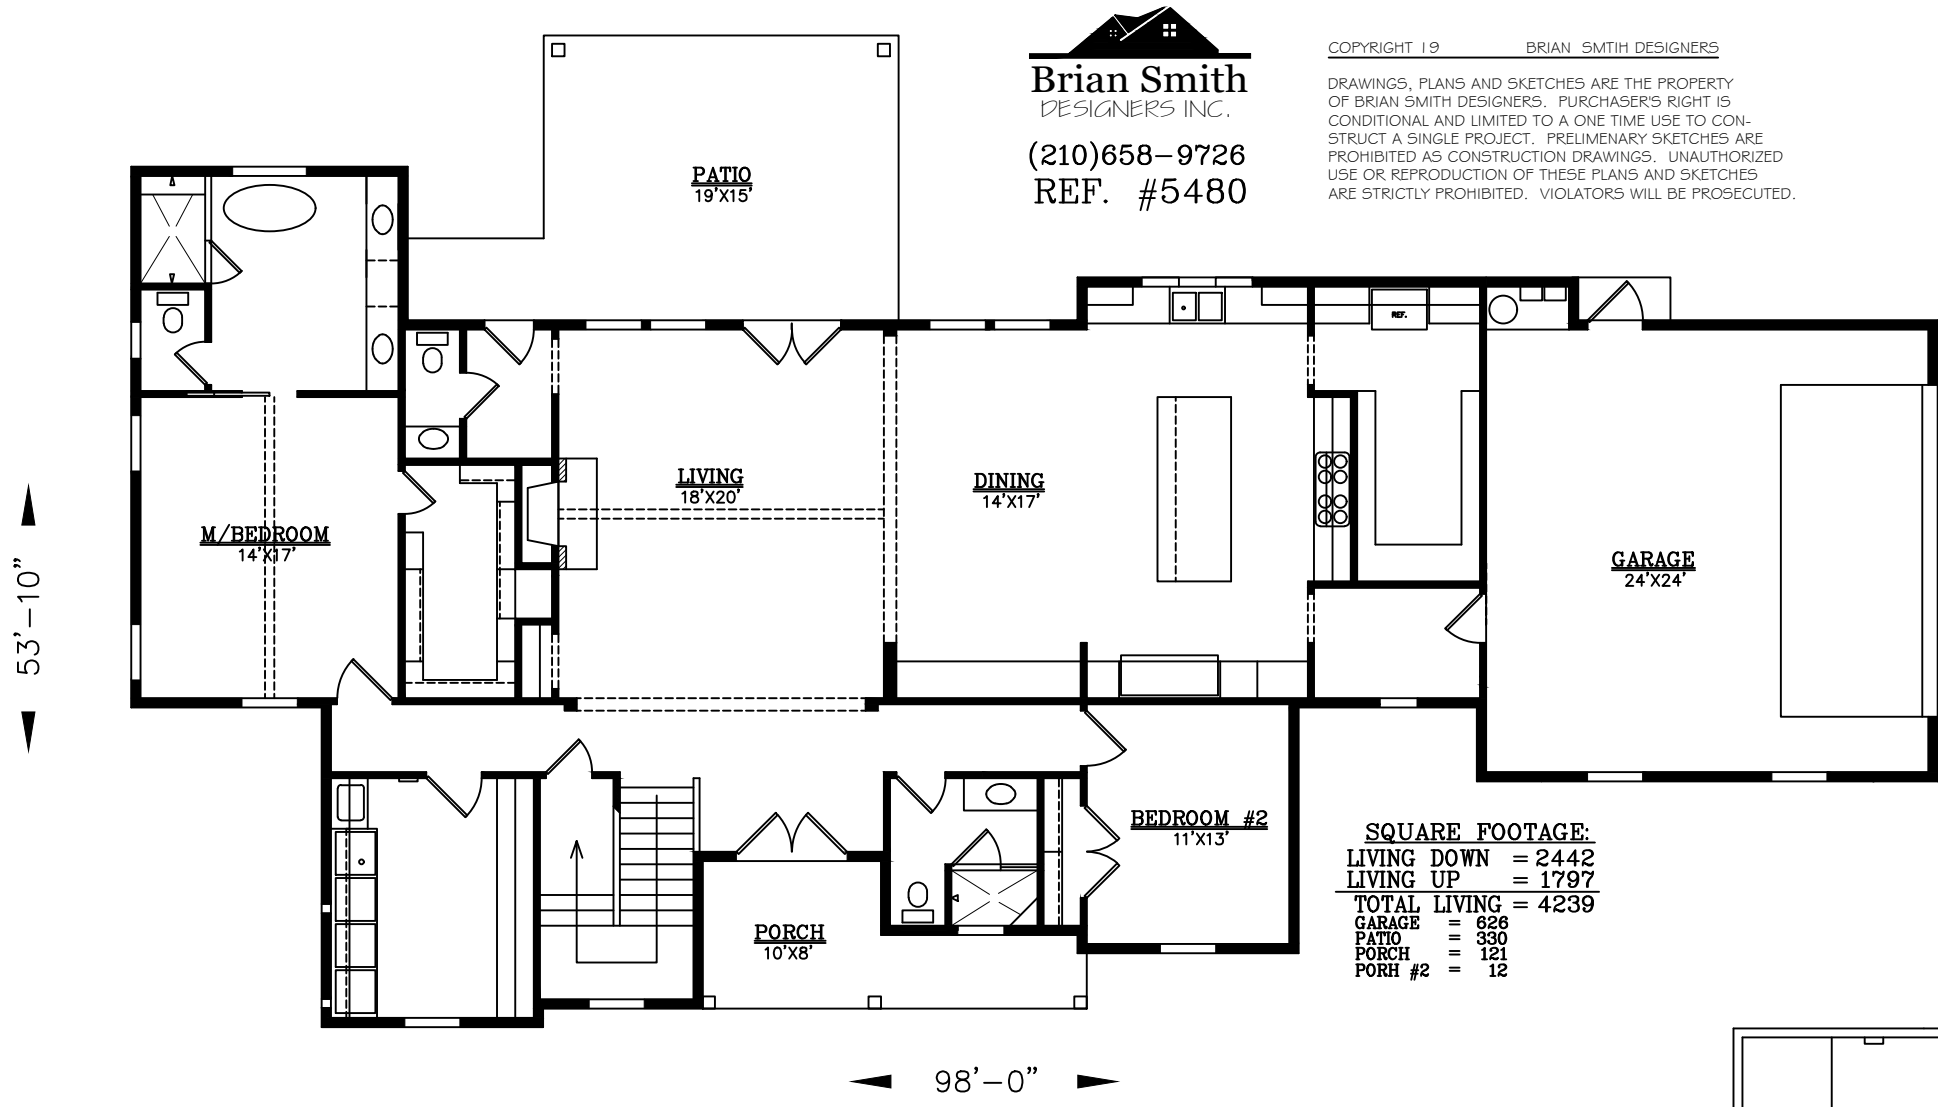 Brian Smith
DESIGNERS INC.
(210)658-9726
REF. #5480
COPYRIGHT 19 BRIAN SMTIH DESIGNERS
DRAWINGS, PLANS AND SKETCHES ARE THE PROPERTY
OF BRIAN SMITH DESIGNERS. PURCHASER'S RIGHT IS
CONDITIONAL AND LIMITED TO A ONE TIME USE TO CON-
STRUCT A SINGLE PROJECT. PRELIMENARY SKETCHES ARE
PROHIBITED AS CONSTRUCTION DRAWINGS. UNAUTHORIZED
USE OR REPRODUCTION OF THESE PLANS AND SKETCHES
ARE STRICTLY PROHIBITED. VIOLATORS WILL BE PROSECUTED.
PATIO
19'X15'
REF.
LIVING
18'X20'
DINING
14'X17'
M/BEDROOM
14'X17'
GARAGE
24'X24'
53'-10"
BEDROOM #2
11'X13'
PORCH
10'X8'
SQUARE FOOTAGE:
LIVING DOWN = 2442
LIVING UP = 1797
TOTAL LIVING = 4239
GARAGE = 626
PATIO = 330
PORCH = 121
PORH #2 = 12
98'-0"